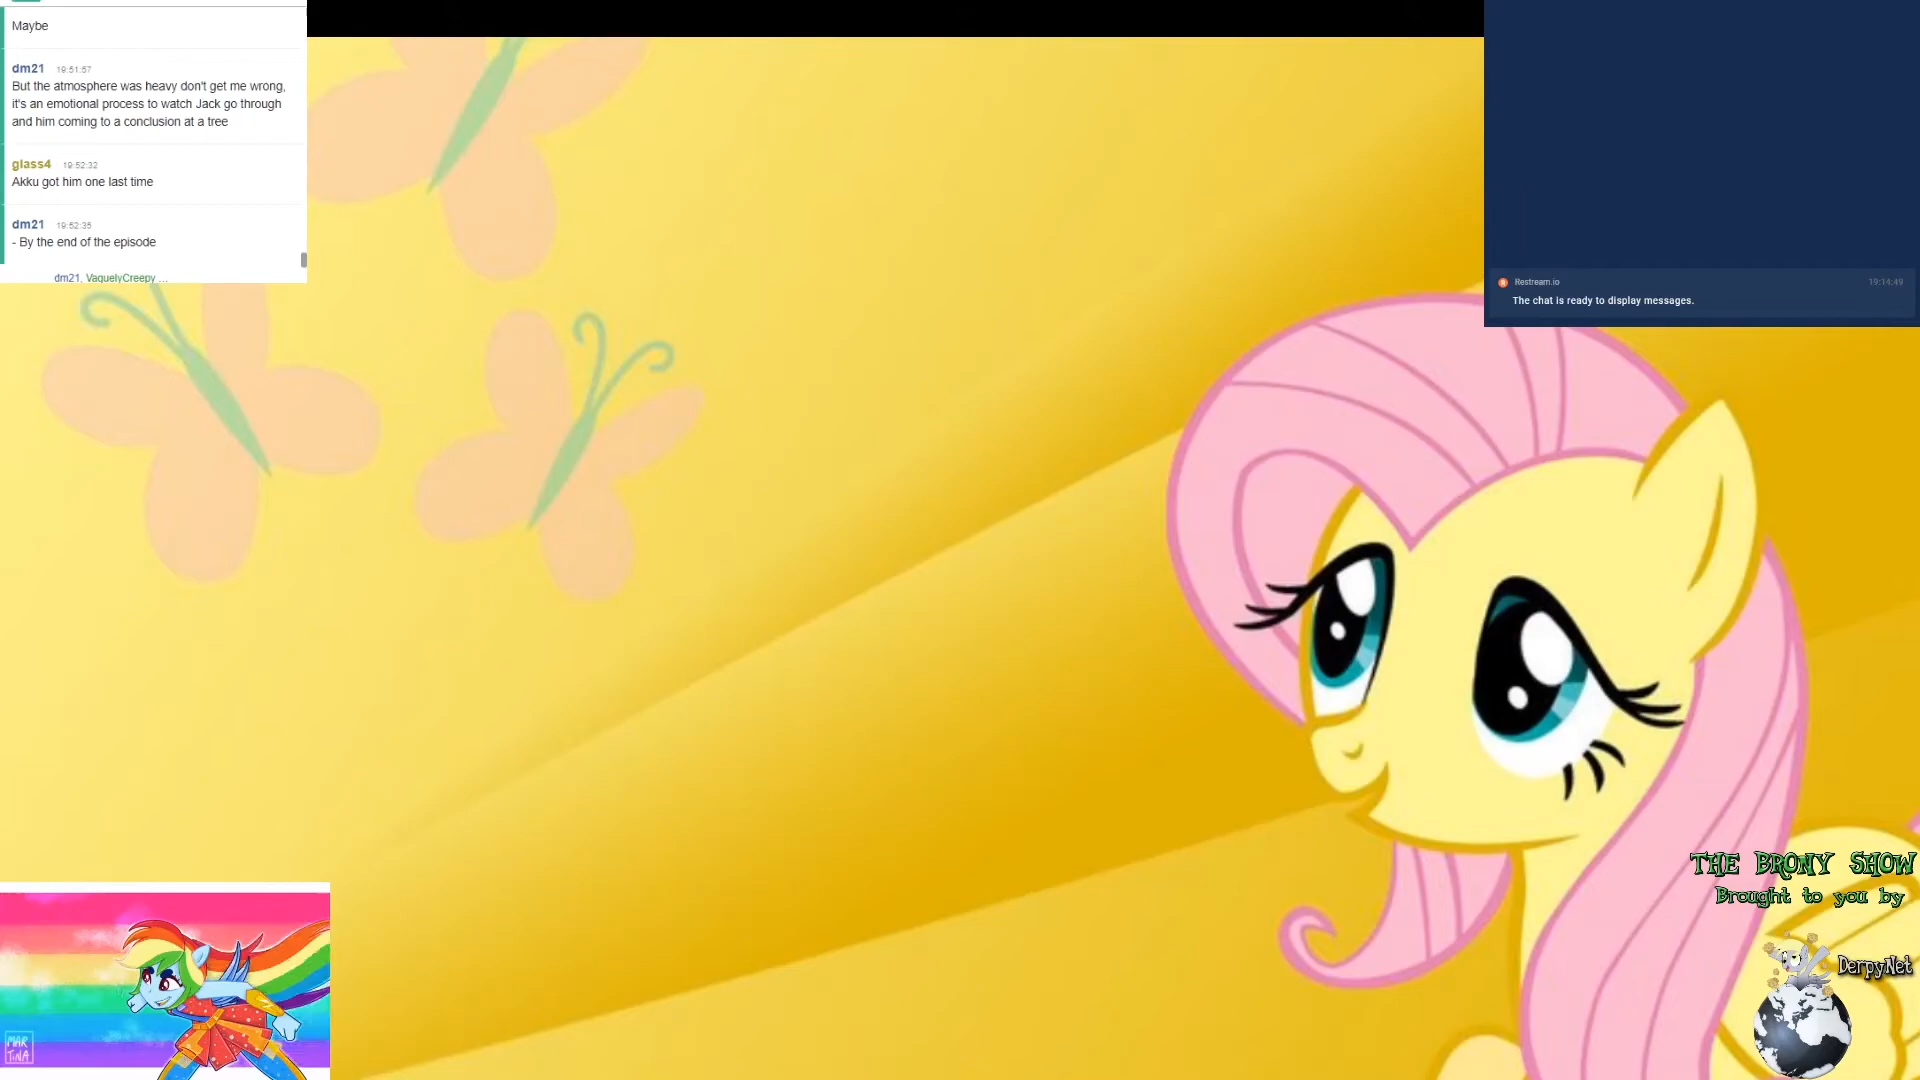 Maybe
dm21 19:51:57
But the atmosphere was heavy don't get me wrong,
it's an emotional process to watch Jack go through
and him coming to a conclusion at a tree
glass4 19:52:32
Akku got him one last time
dm21 19:52:35
- By the end of the episode
dm21, VaguelyCreepy ...
Restream.io 19:14:49
The chat is ready to display messages.
THE BRONY SHOW
Brought to you by
DerpyNet
MAR
TINA